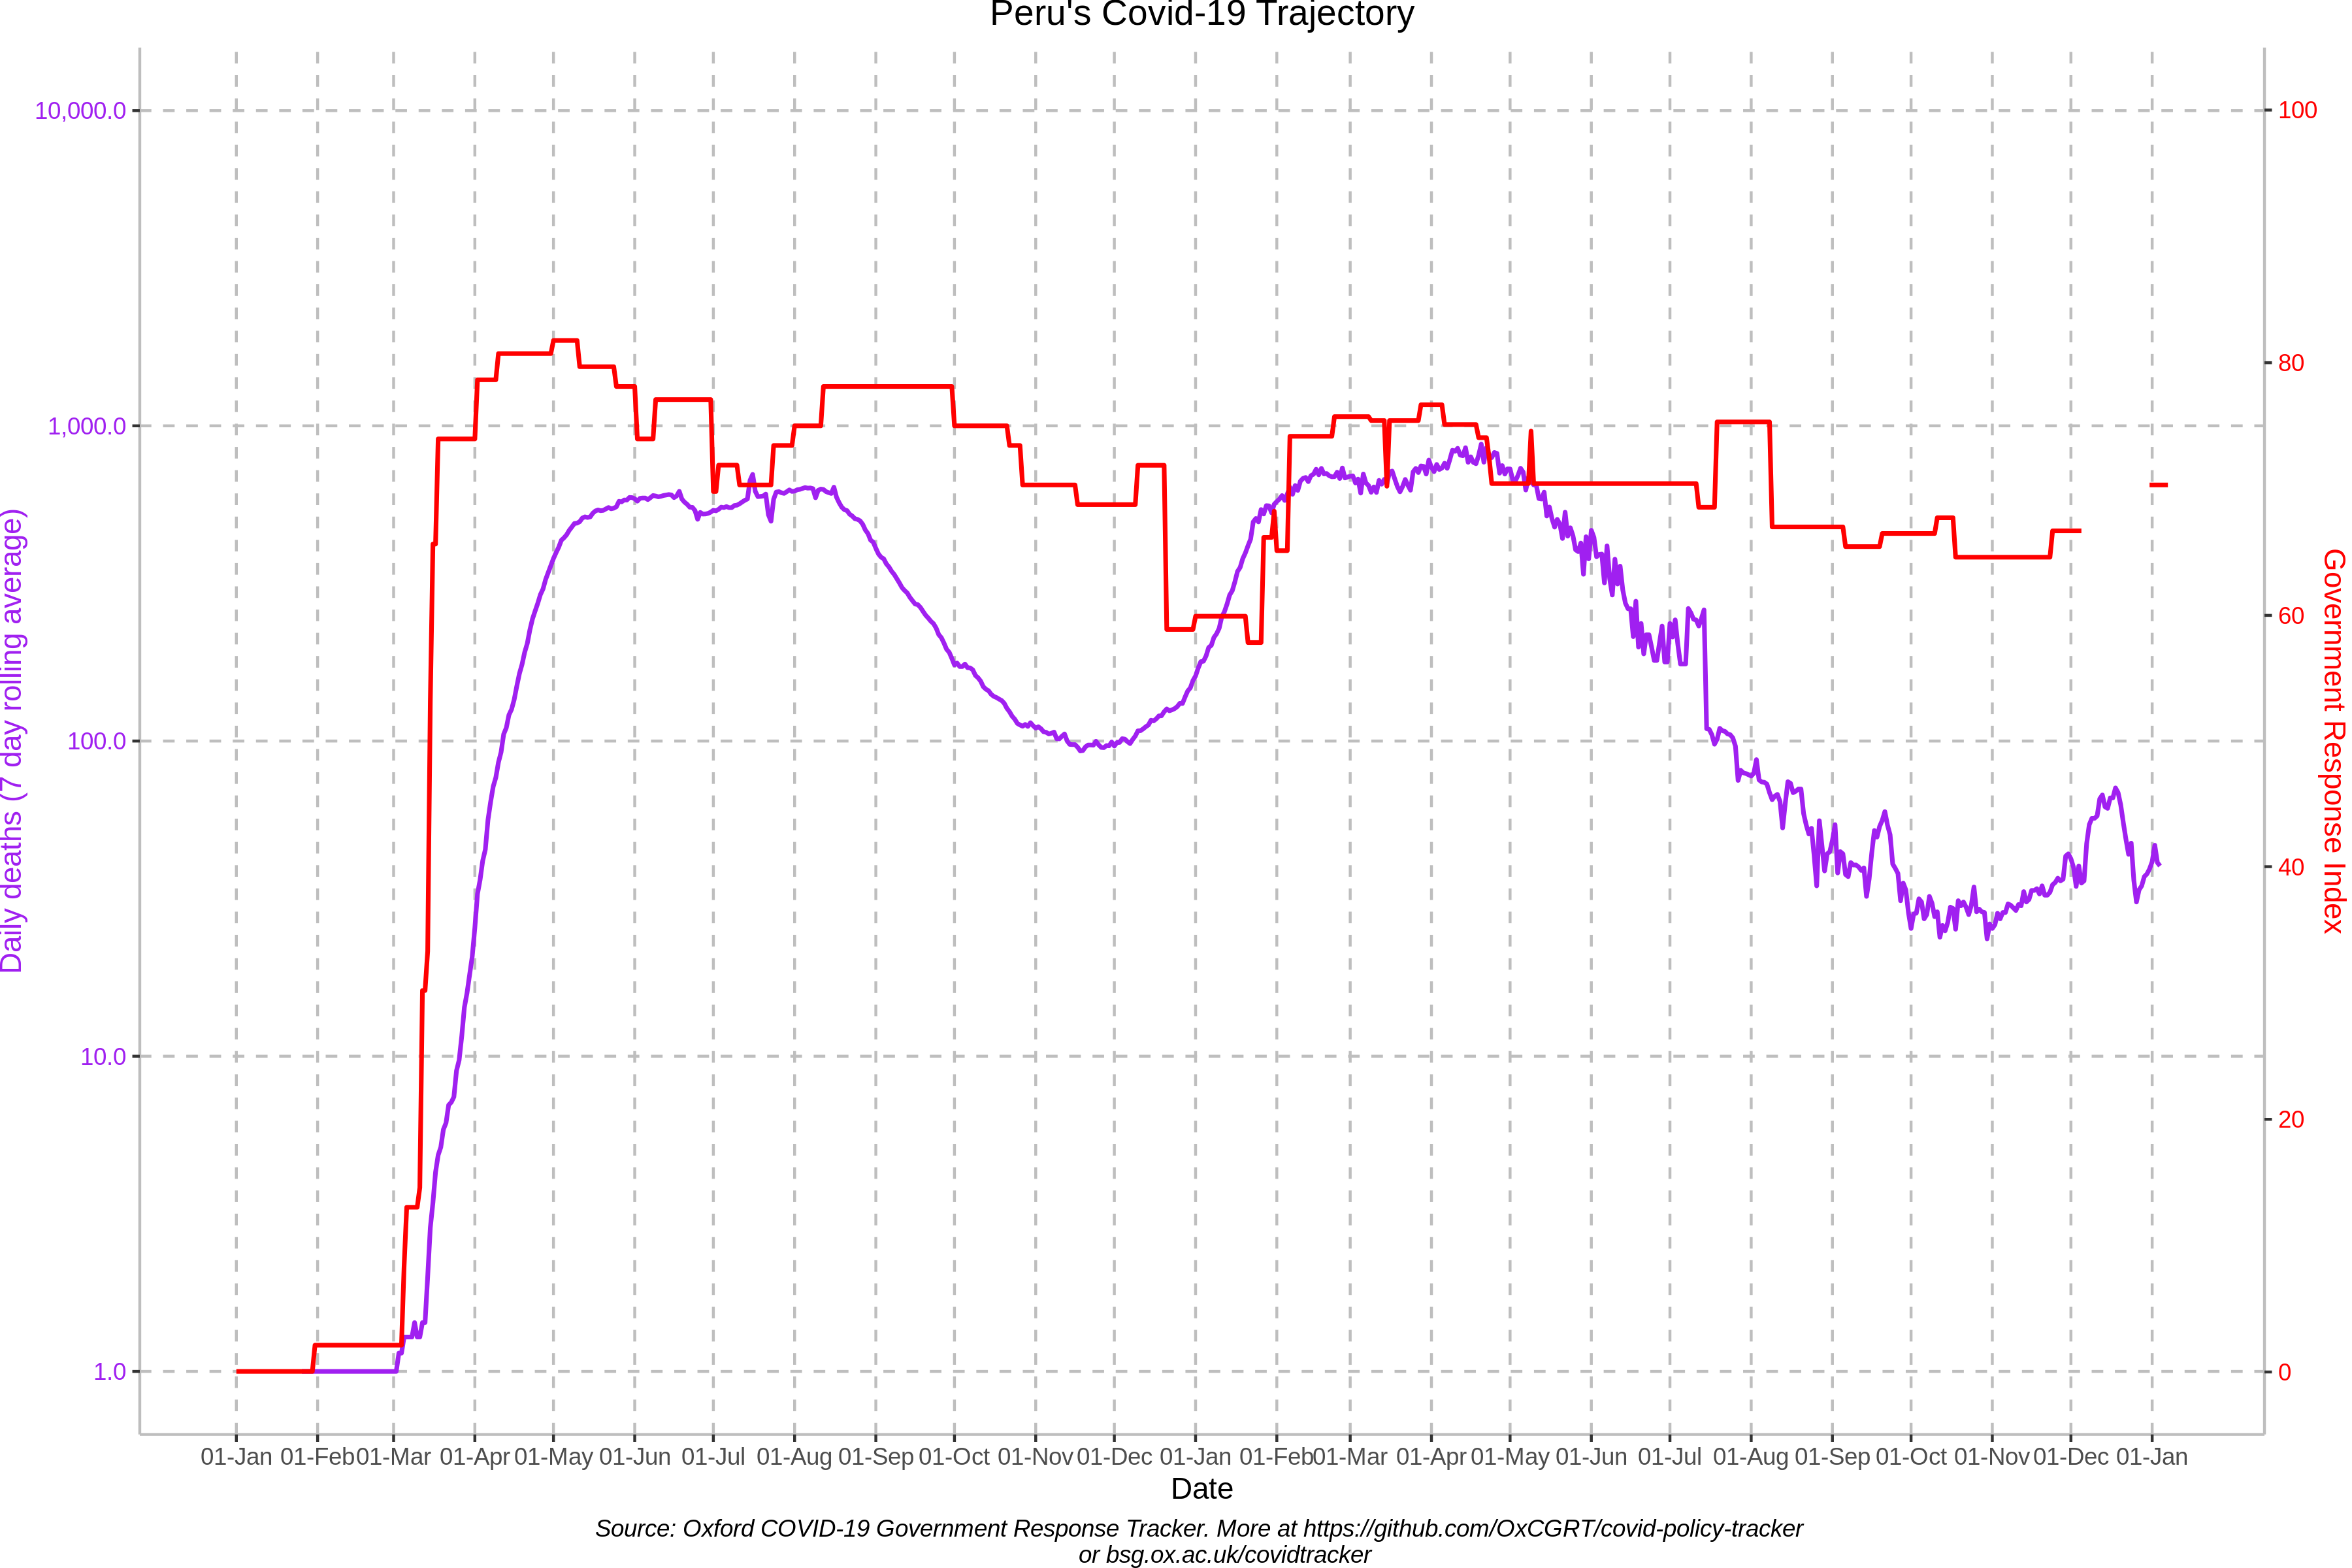 Peru's Covid-19 Trajectory
10,000.0
1,000.0
100.0
10.0
1.0
Daily deaths (7 day rolling average)
100
80
60
40
20
0
Government Response Index
01-Jan 01-Feb 01-Mar 01-Apr 01-May 01-Jun 01-Jul 01-Aug 01-Sep 01-Oct 01-Nov 01-Dec 01-Jan 01-Feb 01-Mar 01-Apr 01-May 01-Jun 01-Jul 01-Aug 01-Sep 01-Oct 01-Nov 01-Dec 01-Jan
Date
Source: Oxford COVID-19 Government Response Tracker. More at https://github.com/OxCGRT/covid-policy-tracker
or bsg.ox.ac.uk/covidtracker